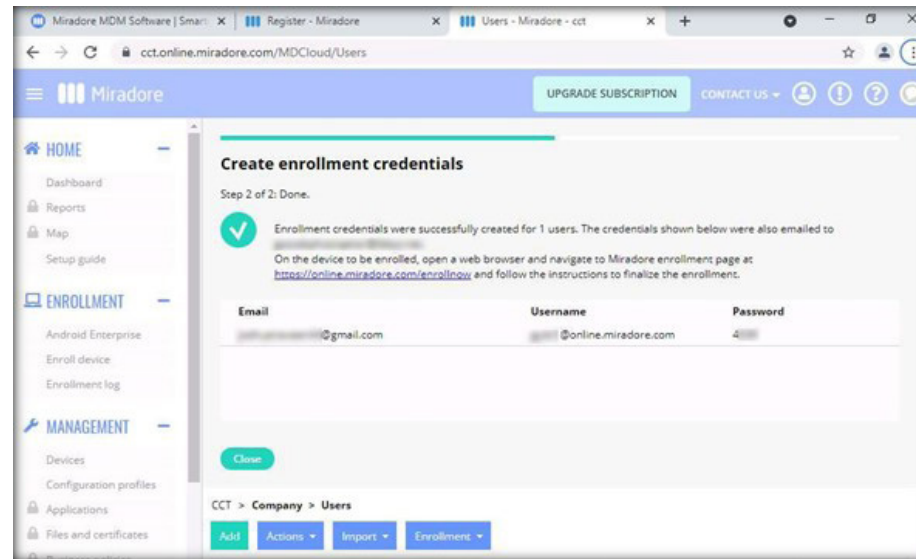 Miradore MDM Software | Smar
Register - Miradore
Users - Miradore - cct
cct.online.miradore.com/MDCloud/Users
Miradore
UPGRADE SUBSCRIPTION
CONTACT US
HOME
Dashboard
Reports
Map
Setup guide
ENROLLMENT
Android Enterprise
Enroll device
Enrollment log
MANAGEMENT
Devices
Configuration profiles
Applications
Files and certificates
Create enrollment credentials
Step 2 of 2: Done.
Enrollment credentials were successfully created for 1 users. The credentials shown below were also emailed to
On the device to be enrolled, open a web browser and navigate to Miradore enrollment page at
https://online.miradore.com/enrollnow and follow the instructions to finalize the enrollment.
Email Username Password
@gmail.com @online.miradore.com 4
Close
CCT > Company > Users
Add Actions Import Enrollment